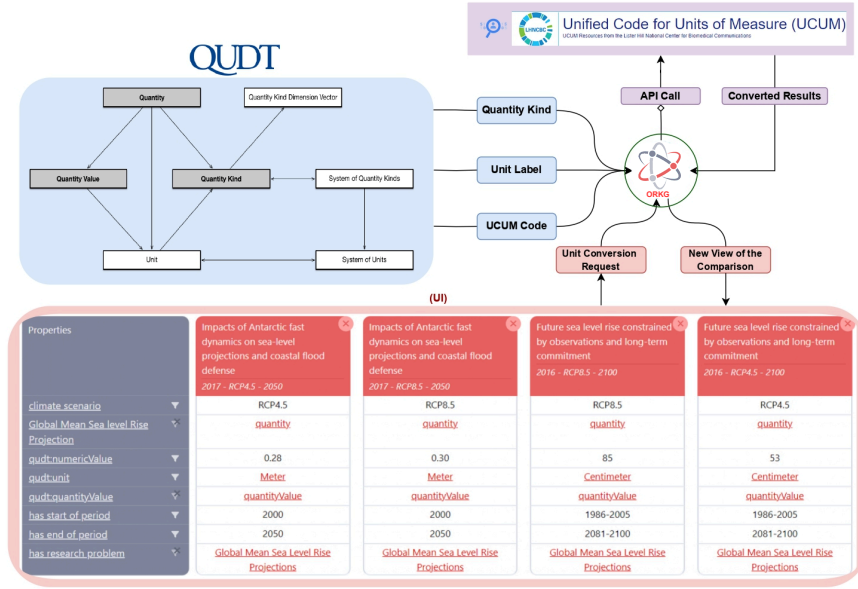 LHNCBC
Unified Code for Units of Measure (UCUM)
UCUM Resources from the Lister Hill National Center for Biomedical Communications
QUDT
Quantity
Quantity Kind Dimension Vector
Quantity Value
Quantity Kind
System of Quantity Kinds
Unit
System of Units
Quantity Kind
Unit Label
UCUM Code
API Call
Converted Results
ORKG
Unit Conversion
Request
New View of the
Comparison
(UI)
Properties
Impacts of Antarctic fast
dynamics on sea-level
projections and coastal flood
defense
2017 - RCP4.5 - 2050
Impacts of Antarctic fast
dynamics on sea-level
projections and coastal flood
defense
2017 - RCP8.5 - 2050
Future sea level rise constrained
by observations and long-term
commitment
2016 - RCP8.5 - 2100
Future sea level rise constrained
by observations and long-term
commitment
2016 - RCP4.5 - 2100
climate scenario RCP4.5 RCP8.5 RCP8.5 RCP4.5
Global Mean Sea level Rise
Projection
quantity quantity quantity quantity
qudt:numericValue 0.28 0.30 85 53
qudt:unit Meter Meter Centimeter Centimeter
qudt:quantityValue quantityValue quantityValue quantityValue quantityValue
has start of period 2000 2000 1986-2005 1986-2005
has end of period 2050 2050 2081-2100 2081-2100
has research problem
Global Mean Sea Level Rise
Projections
Global Mean Sea Level Rise
Projections
Global Mean Sea Level Rise
Projections
Global Mean Sea Level Rise
Projections